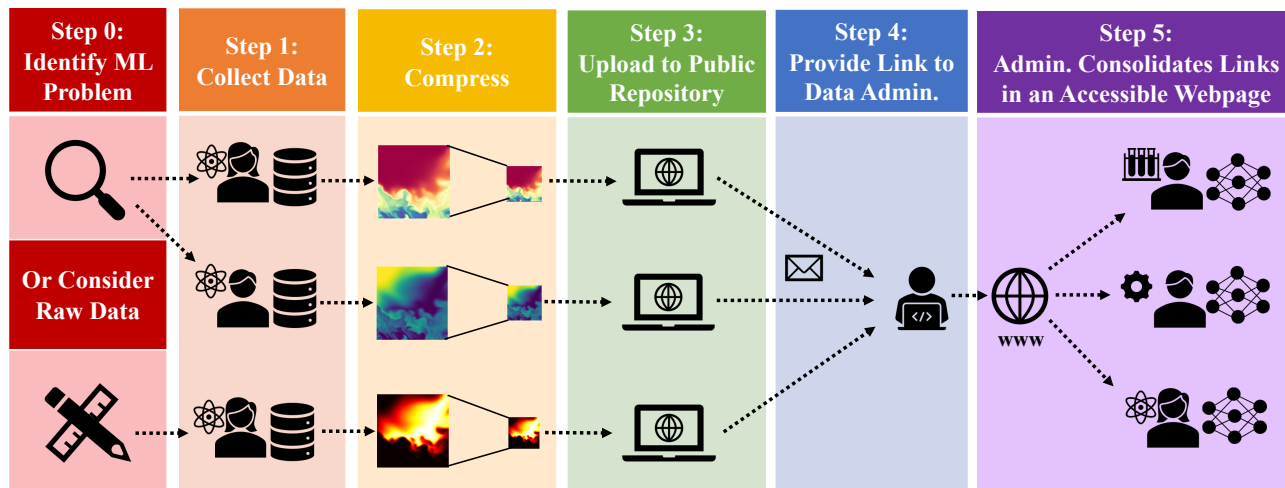 Step 0:
Identify ML
Problem
Step 1:
Collect Data
Step 2:
Compress
Step 3:
Upload to Public
Repository
Step 4:
Provide Link to
Data Admin.
Step 5:
Admin. Consolidates Links
in an Accessible Webpage
Or Consider
Raw Data
</>
www